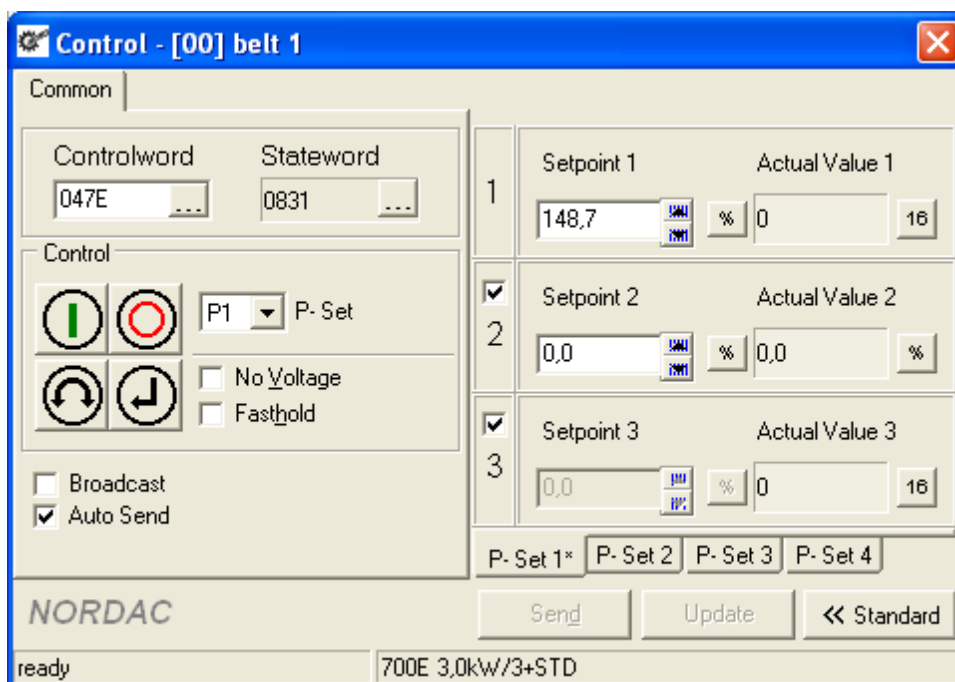 Control - [00] belt 1
Common
Controlword Stateword
047E ... 0831 ...
Control
P1 P- Set
No Voltage
Fasthold
Broadcast
Auto Send
1 Setpoint 1 Actual Value 1
148,7 % 0 16
2 Setpoint 2 Actual Value 2
0,0 % 0,0 %
3 Setpoint 3 Actual Value 3
0,0 % 0 16
P- Set 1* P- Set 2 P- Set 3 P- Set 4
NORDAC Send Update << Standard
ready 700E 3,0kW/3+STD